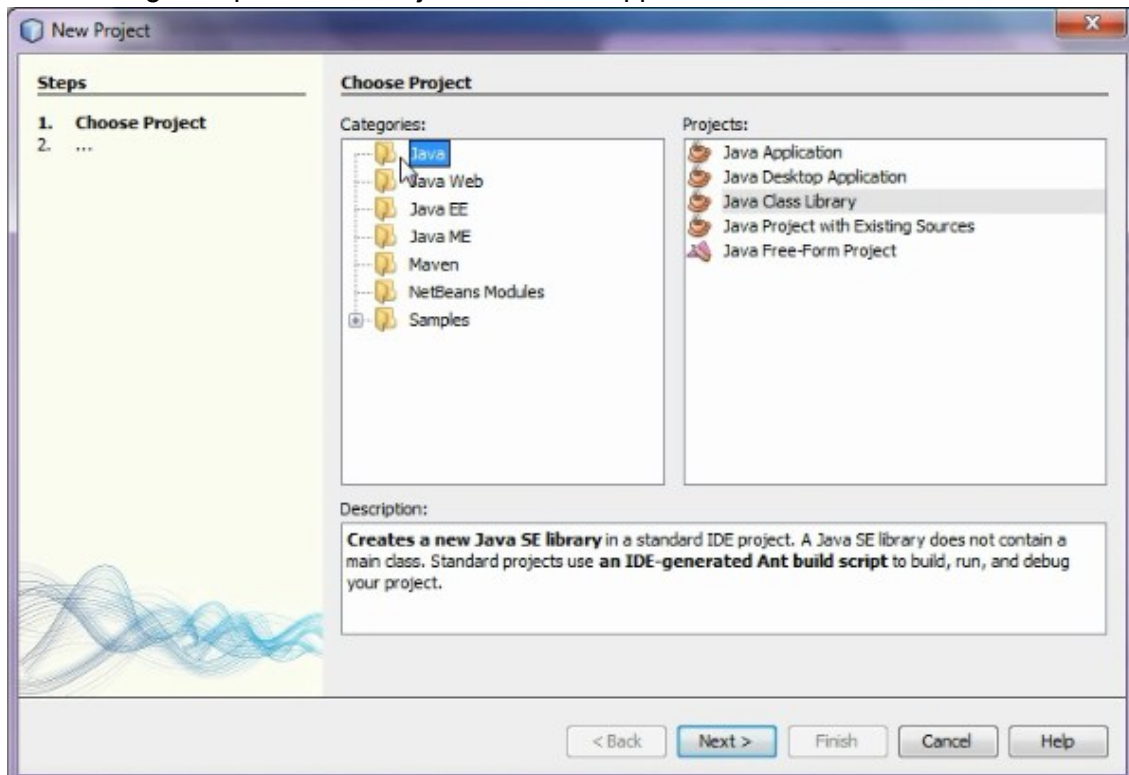 New Project
Steps
1. Choose Project
2. ...
Choose Project
Categories:
Java
Java Web
Java EE
Java ME
Maven
NetBeans Modules
Samples
Projects:
Java Application
Java Desktop Application
Java Class Library
Java Project with Existing Sources
Java Free-Form Project
Description:
Creates a new Java SE library in a standard IDE project. A Java SE library does not contain a
main class. Standard projects use an IDE-generated Ant build script to build, run, and debug
your project.
< Back
Next >
Finish
Cancel
Help